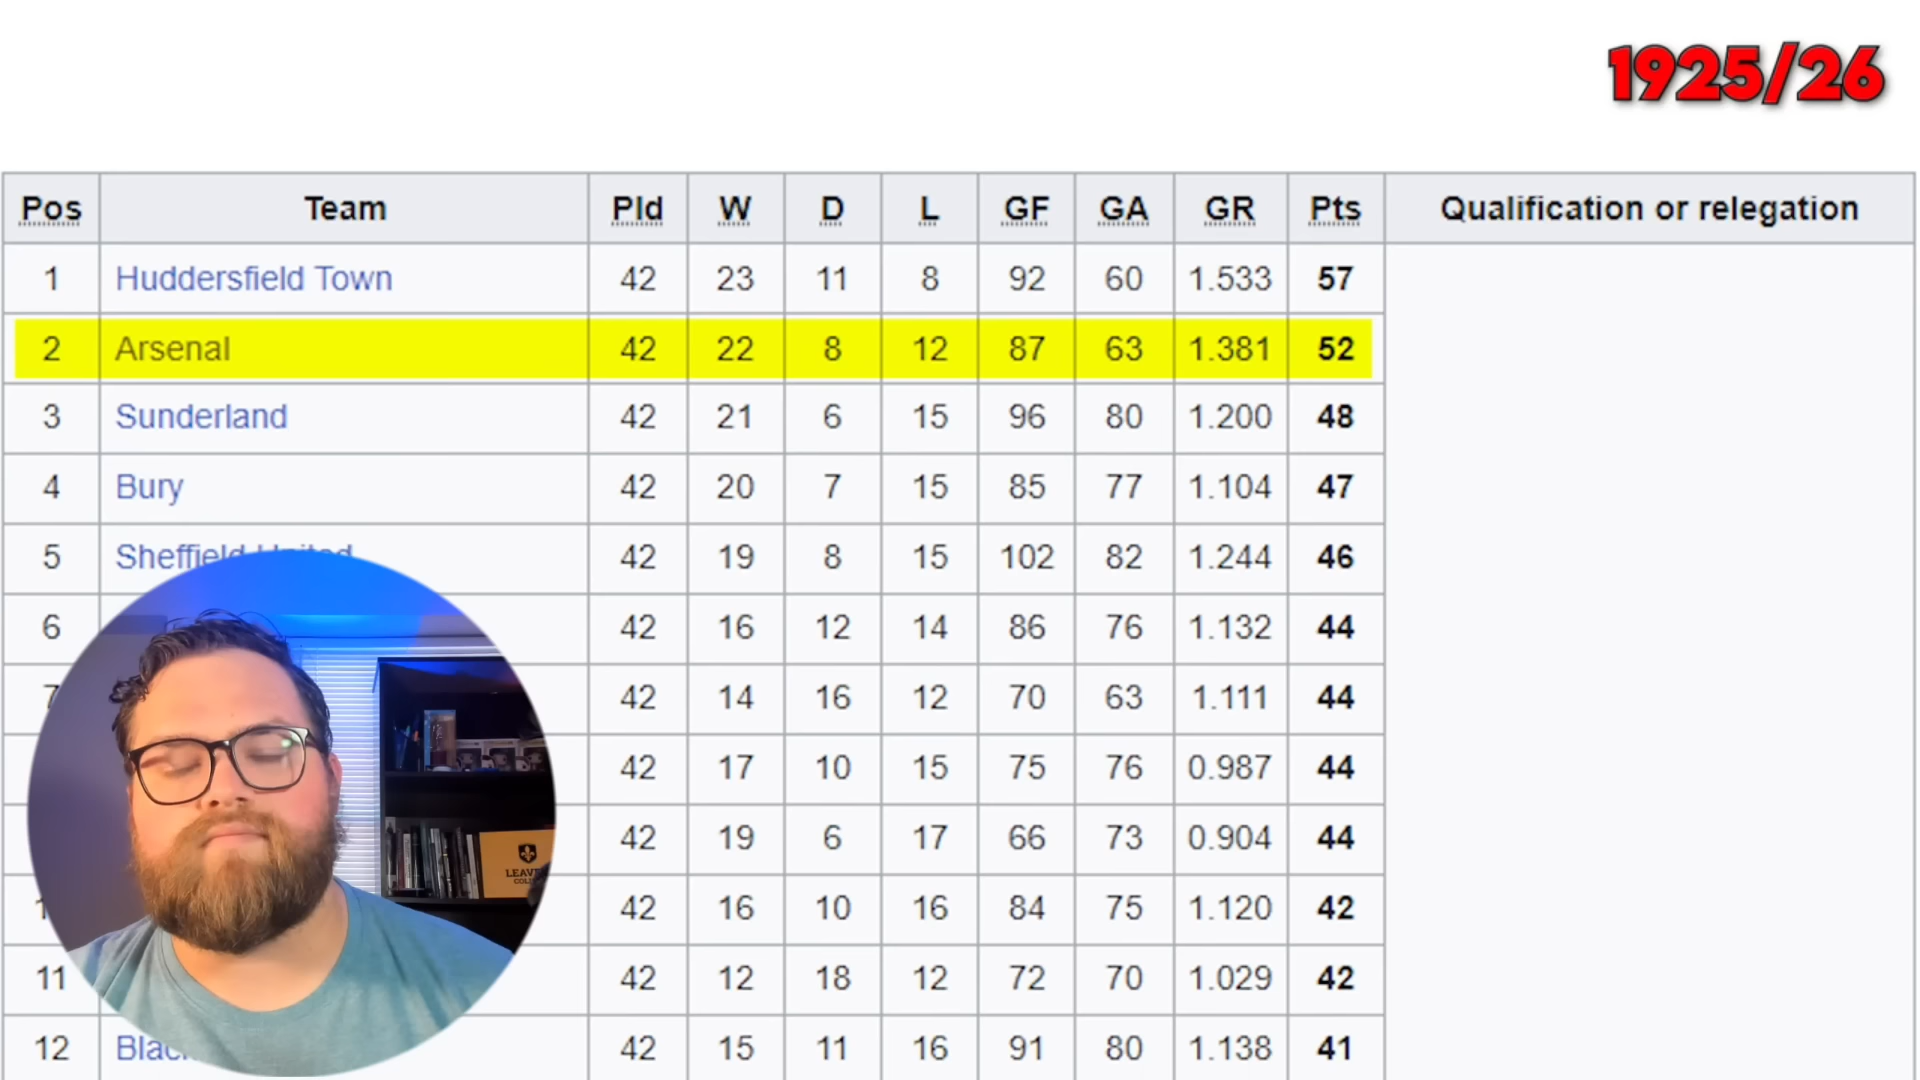 1925/26
Pos Team Pld W D L GF GA GR Pts Qualification or relegation
1 Huddersfield Town 42 23 11 8 92 60 1.533 57
2 Arsenal 42 22 8 12 87 63 1.381 52
3 Sunderland 42 21 6 15 96 80 1.200 48
4 Bury 42 20 7 15 85 77 1.104 47
5 Sheffield United 42 19 8 15 102 82 1.244 46
6 42 16 12 14 86 76 1.132 44
7 42 14 16 12 70 63 1.111 44
42 17 10 15 75 76 0.987 44
42 19 6 17 66 73 0.904 44
42 16 10 16 84 75 1.120 42
11 42 12 18 12 72 70 1.029 42
12 42 15 11 16 91 80 1.138 41